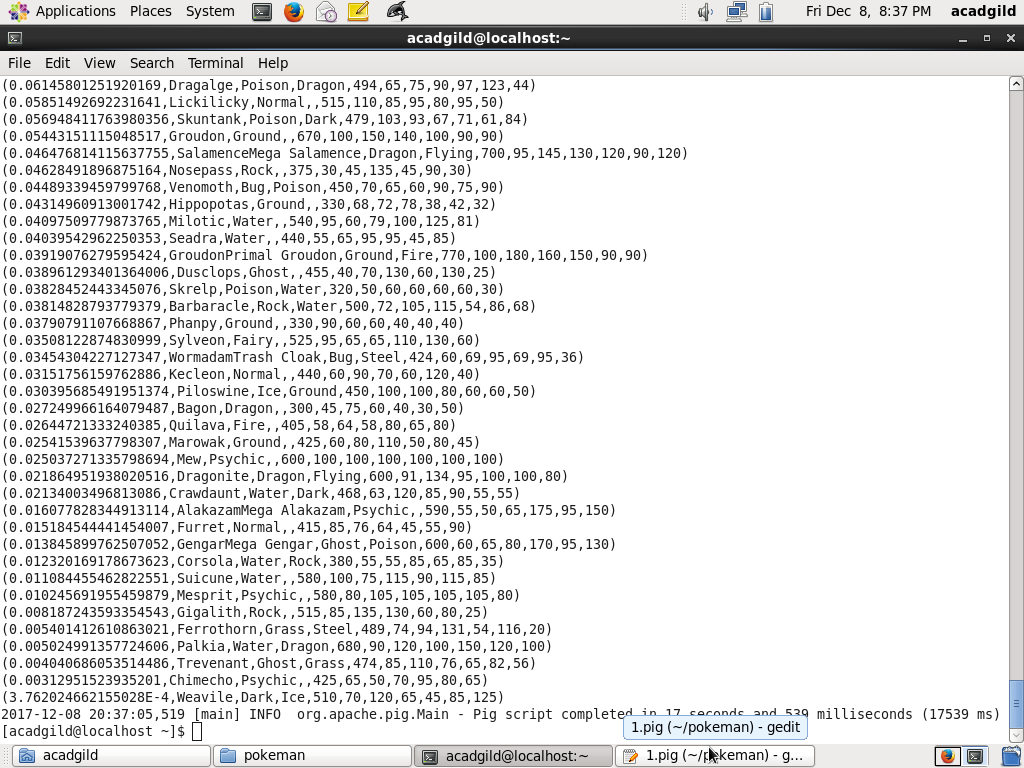 Applications Places System Fri Dec 8, 8:37 PM acadgild
acadgild@localhost:~
File Edit View Search Terminal Help
(0.06145801251920169,Dragalge,Poison,Dragon,494,65,75,90,97,123,44)
(0.05851492692231641,Lickilicky,Normal,,515,110,85,95,80,95,50)
(0.056948411763980356,Skuntank,Poison,Dark,479,103,93,67,71,61,84)
(0.05443151115048517,Groudon,Ground,,670,100,150,140,100,90,90)
(0.046476814115637755,SalamenceMega Salamence,Dragon,Flying,700,95,145,130,120,90,120)
(0.04628491896875164,Nosepass,Rock,,375,30,45,135,45,90,30)
(0.04489339459799768,Venomoth,Bug,Poison,450,70,65,60,90,75,90)
(0.04314960913001742,Hippopotas,Ground,,330,68,72,78,38,42,32)
(0.04097509779873765,Milotic,Water,,540,95,60,79,100,125,81)
(0.04039542962250353,Seadra,Water,,440,55,65,95,95,45,85)
(0.03919076279595424,GroudonPrimal Groudon,Ground,Fire,770,100,180,160,150,90,90)
(0.038961293401364006,Dusclops,Ghost,,455,40,70,130,60,130,25)
(0.03828452443345076,Skrelp,Poison,Water,320,50,60,60,60,60,30)
(0.03814828793779379,Barbaracle,Rock,Water,500,72,105,115,54,86,68)
(0.03790791107668867,Phanpy,Ground,,330,90,60,60,40,40,40)
(0.03508122874830999,Sylveon,Fairy,,525,95,65,65,110,130,60)
(0.03454304227127347,WormadamTrash Cloak,Bug,Steel,424,60,69,95,69,95,36)
(0.03151756159762886,Kecleon,Normal,,440,60,90,70,60,120,40)
(0.030395685491951374,Piloswine,Ice,Ground,450,100,100,80,60,60,50)
(0.027249966164079487,Bagon,Dragon,,300,45,75,60,40,30,50)
(0.02644721333240385,Quilava,Fire,,405,58,64,58,80,65,80)
(0.02541539637798307,Marowak,Ground,,425,60,80,110,50,80,45)
(0.025037271335798694,Mew,Psychic,,600,100,100,100,100,100,100)
(0.021864951938020516,Dragonite,Dragon,Flying,600,91,134,95,100,100,80)
(0.02134003496813086,Crawdaunt,Water,Dark,468,63,120,85,90,55,55)
(0.016077828344913114,AlakazamMega Alakazam,Psychic,,590,55,50,65,175,95,150)
(0.015184544441454007,Furret,Normal,,415,85,76,64,45,55,90)
(0.013845899762507052,GengarMega Gengar,Ghost,Poison,600,60,65,80,170,95,130)
(0.012320169178673623,Corsola,Water,Rock,380,55,55,85,65,85,35)
(0.011084455462822551,Suicune,Water,,580,100,75,115,90,115,85)
(0.010245691955459879,Mesprit,Psychic,,580,80,105,105,105,105,80)
(0.008187243593354543,Gigalith,Rock,,515,85,135,130,60,80,25)
(0.005401412610863021,Ferrothorn,Grass,Steel,489,74,94,131,54,116,20)
(0.005024991357724606,Palkia,Water,Dragon,680,90,120,100,150,120,100)
(0.004040686053514486,Trevenant,Ghost,Grass,474,85,110,76,65,82,56)
(0.00312951523935201,Chimecho,Psychic,,425,65,50,70,95,80,65)
(3.762024662155028E-4,Weavile,Dark,Ice,510,70,120,65,45,85,125)
2017-12-08 20:37:05,519 [main] INFO  org.apache.pig.Main - Pig script completed in 17 seconds and 539 milliseconds (17539 ms)
[acadgild@localhost ~]$
1.pig (~/pokeman) - gedit
acadgild pokeman acadgild@localhost:~ 1.pig (~/pokeman) - g...